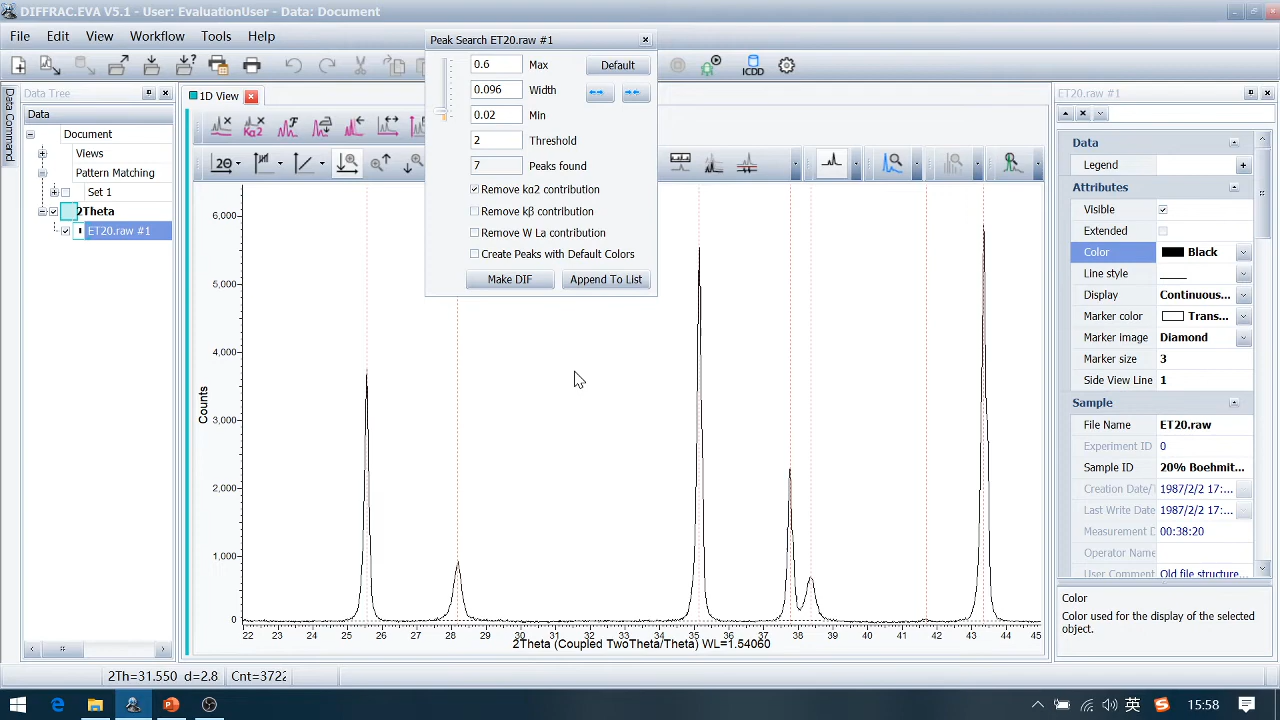 DIFFRAC.EVA V5.1 - User: EvaluationUser - Data: Document
File Edit View Workflow Tools Help
ICDD
Data Command
Data Tree
Data
Document
Views
Pattern Matching
Set 1
2Theta
ET20.raw #1
1D View
Kα2
2θ
Peak Search ET20.raw #1
0.6 Max Default
0.096 Width
0.02 Min
2 Threshold
7 Peaks found
Remove kα2 contribution
Remove kβ contribution
Remove W La contribution
Create Peaks with Default Colors
Make DIF Append To List
Counts
6,000
5,000
4,000
3,000
2,000
1,000
0
22 23 24 25 26 27 28 29 30 31 32 33 34 35 36 37 38 39 40 41 42 43 44 45
2Theta (Coupled TwoTheta/Theta) WL=1.54060
ET20.raw #1
Data
Legend
Attributes
Visible
Extended
Color Black
Line style
Display Continuous...
Marker color Trans...
Marker image Diamond
Marker size 3
Side View Line 1
Sample
File Name ET20.raw
Experiment ID 0
Sample ID 20% Boehmit...
Creation Date/T 1987/2/2 17:...
Last Write Date 1987/2/2 17:...
Measurement D 00:38:20
Operator Name
User Comment Old file structure...
Color
Color used for the display of the selected
object.
2Th=31.550 d=2.8 Cnt=3722
英 15:58